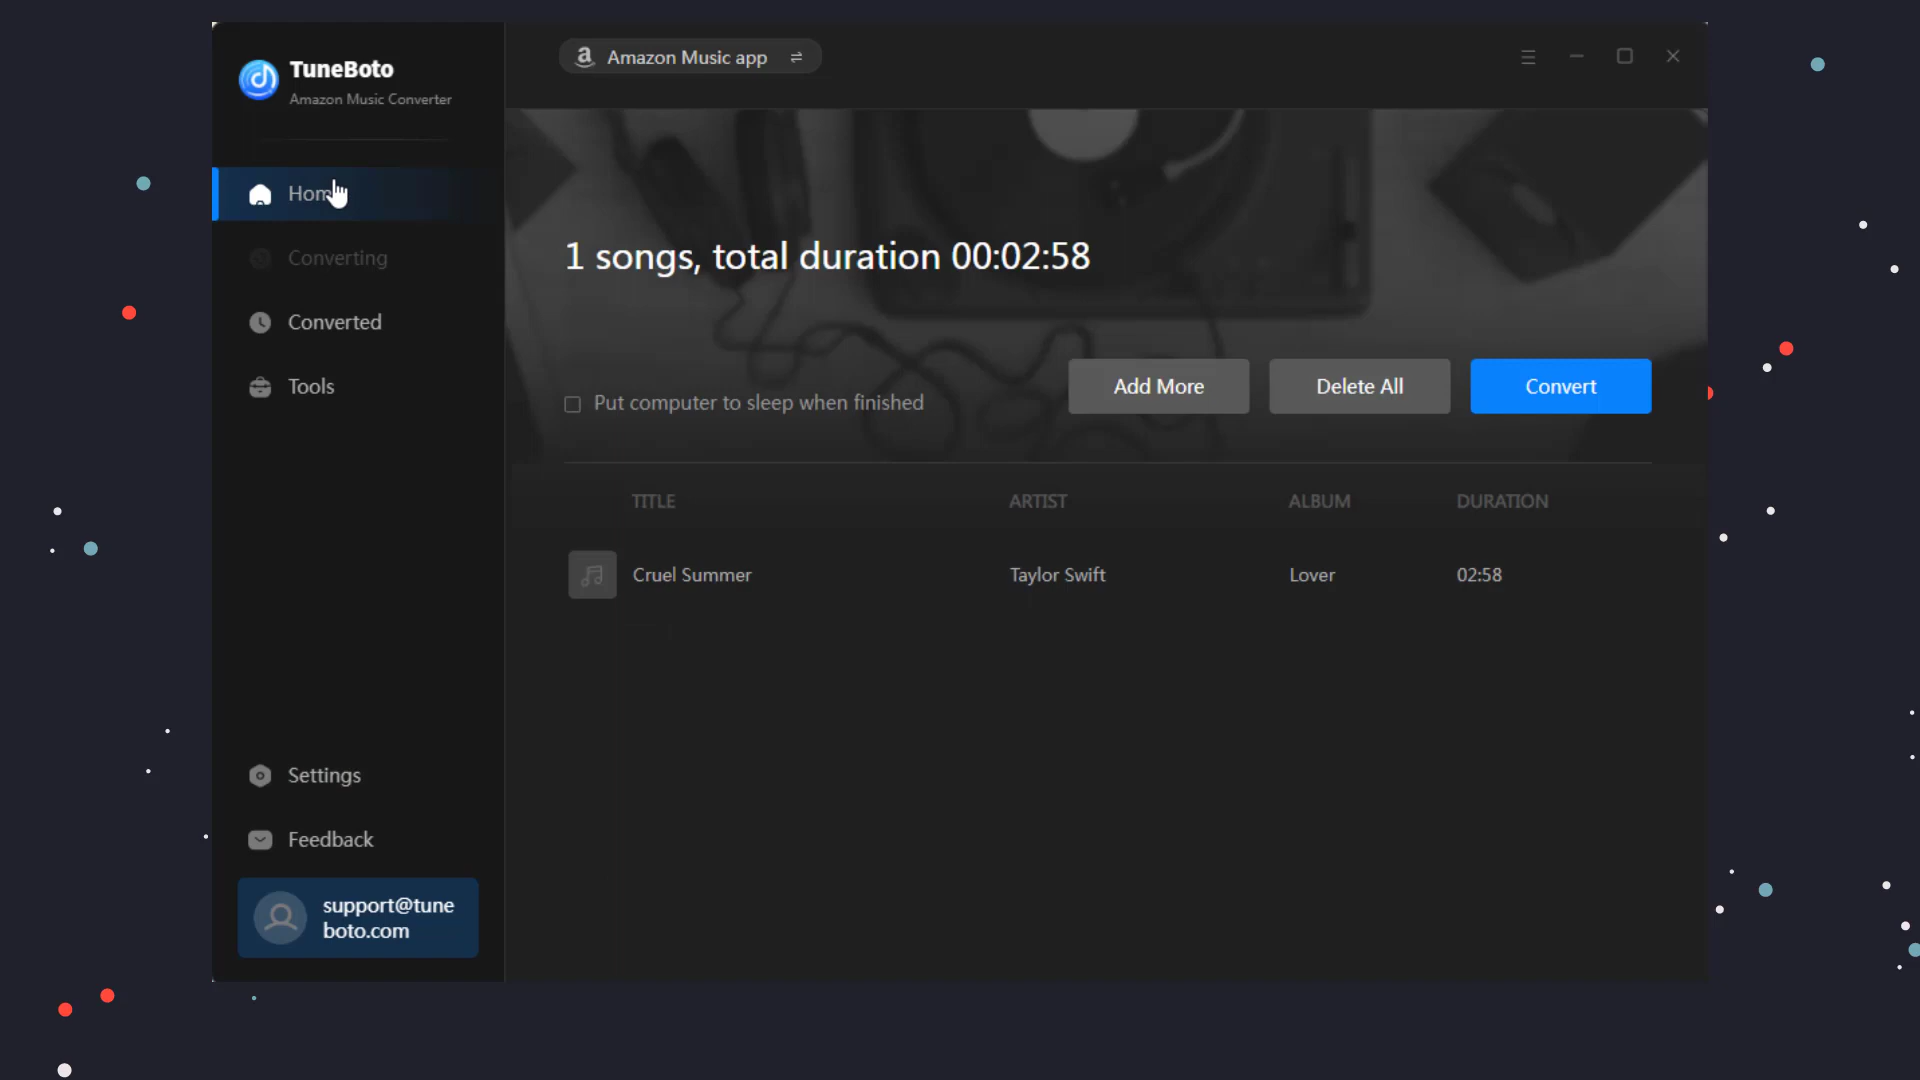 TuneBoto
Amazon Music Converter
Amazon Music app
Home
Converting
Converted
Tools
1 songs, total duration 00:02:58
Put computer to sleep when finished
Add More
Delete All
Convert
TITLE ARTIST ALBUM DURATION
Cruel Summer Taylor Swift Lover 02:58
Settings
Feedback
support@tune
boto.com